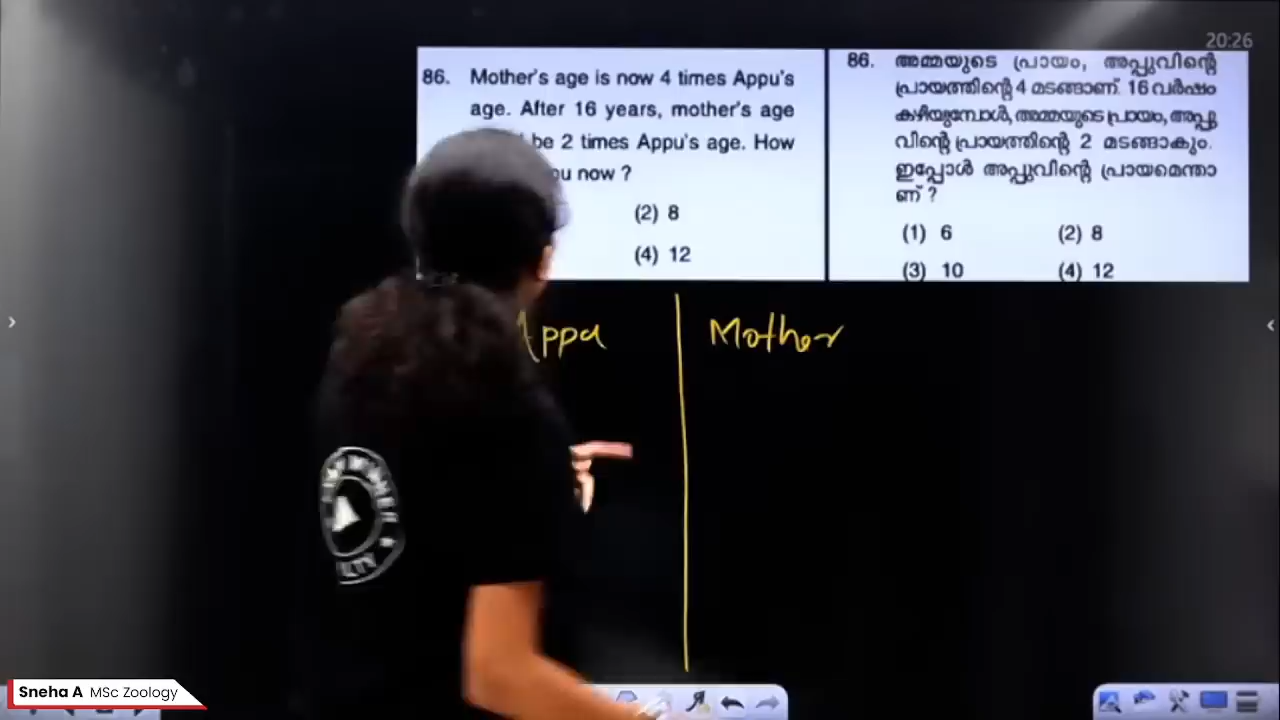 20:26
86. Mother's age is now 4 times Appu's
age. After 16 years, mother's age
be 2 times Appu's age. How
now ?
(2) 8
(4) 12
86. അമ്മയുടെ പ്രായം, അപ്പുവിന്റെ
പ്രായത്തിന്റെ 4 മടങ്ങാണ്. 16 വർഷം
കഴിയുമ്പോൾ, അമ്മയുടെ പ്രായം, അപ്പു
വിന്റെ പ്രായത്തിന്റെ 2 മടങ്ങാകും.
ഇപ്പോൾ അപ്പുവിന്റെ പ്രായമെന്താ
ണ് ?
(1) 6 (2) 8
(3) 10 (4) 12
Appu Mother
Sneha A MSc Zoology